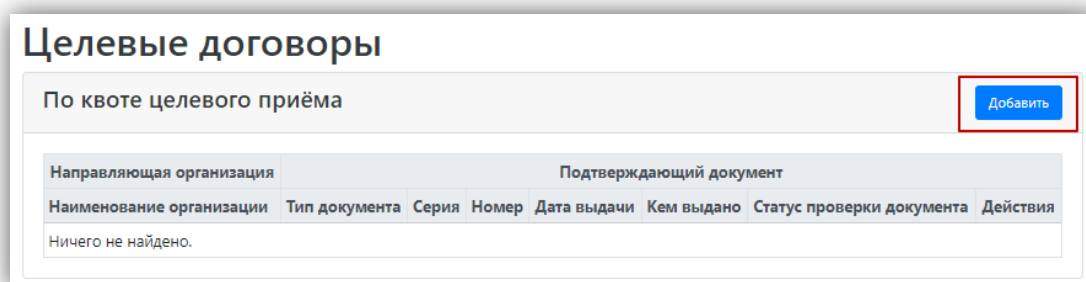 Целевые договоры
По квоте целевого приёма
Добавить
Направляющая организация Подтверждающий документ
Наименование организации Тип документа Серия Номер Дата выдачи Кем выдано Статус проверки документа Действия
Ничего не найдено.